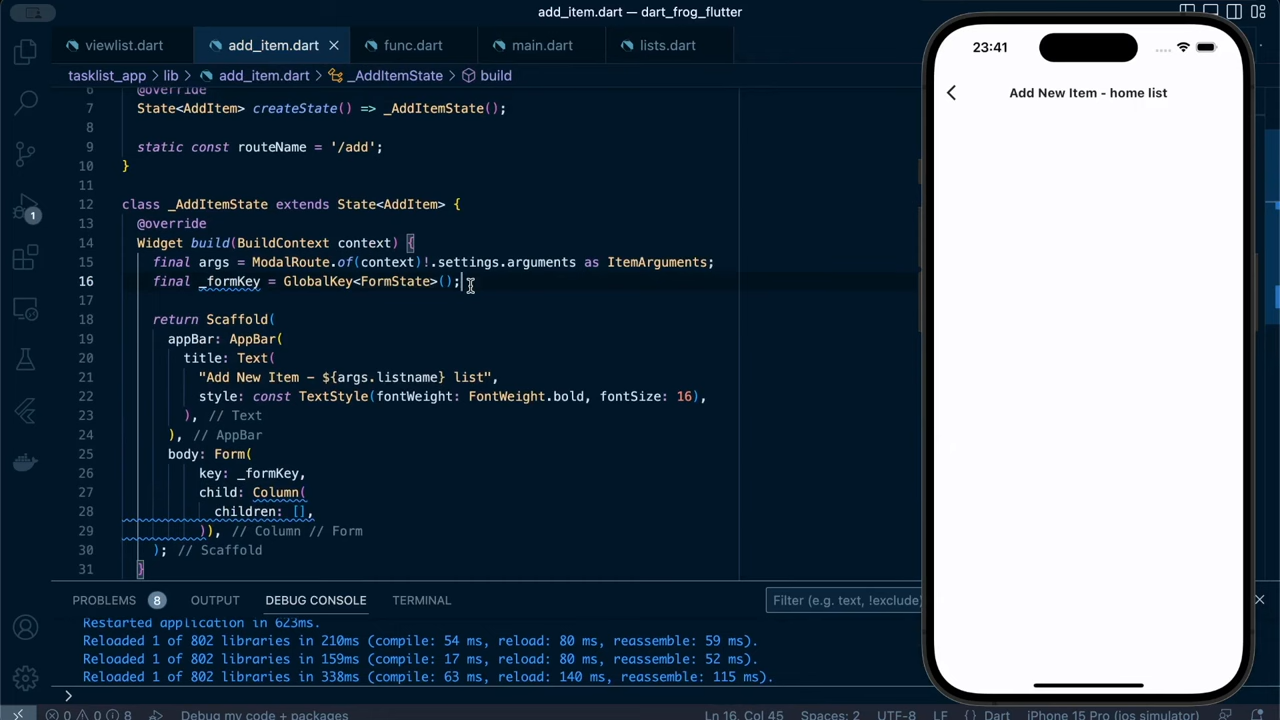 add_item.dart — dart_frog_flutter
viewlist.dart
add_item.dart
func.dart
main.dart
lists.dart
tasklist_app > lib > add_item.dart > _AddItemState > build
6 @override
7 State<AddItem> createState() => _AddItemState();
8
9 static const routeName = '/add';
10 }
11
12 class _AddItemState extends State<AddItem> {
13 @override
14 Widget build(BuildContext context) {
15 final args = ModalRoute.of(context)!.settings.arguments as ItemArguments;
16 final _formKey = GlobalKey<FormState>();
17
18 return Scaffold(
19 appBar: AppBar(
20 title: Text(
21 "Add New Item - ${args.listname} list",
22 style: const TextStyle(fontWeight: FontWeight.bold, fontSize: 16),
23 ), // Text
24 ), // AppBar
25 body: Form(
26 key: _formKey,
27 child: Column(
28 children: [],
29 )), // Column // Form
30 ); // Scaffold
31 }
1
PROBLEMS 8 OUTPUT DEBUG CONSOLE TERMINAL
Filter (e.g. text, !exclude)
Restarted application in 623ms.
Reloaded 1 of 802 libraries in 210ms (compile: 54 ms, reload: 80 ms, reassemble: 59 ms).
Reloaded 1 of 802 libraries in 159ms (compile: 17 ms, reload: 80 ms, reassemble: 52 ms).
Reloaded 1 of 802 libraries in 338ms (compile: 63 ms, reload: 140 ms, reassemble: 115 ms).
>
0 0 8 Debug my code + packages
Ln 16, Col 45 Spaces: 2 UTF-8 LF {} Dart iPhone 15 Pro (ios simulator)
23:41
Add New Item - home list